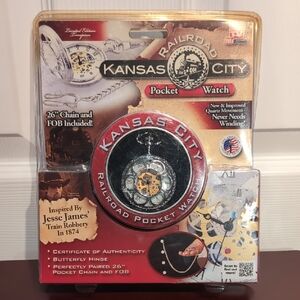 Limited Edition
RAILROAD
KANSAS CITY
Pocket Watch
26" Chain and
FOB Included!
New & Improved
Quartz Movement -
Never Needs
Winding!
KANSAS CITY
RAILROAD POCKET WATCH
Inspired By
Jesse James'
Train Robbery
In 1874
• CERTIFICATE OF AUTHENTICITY
• BUTTERFLY HINGE
• PERFECTLY PAIRED 26"
POCKET CHAIN AND FOB
XII